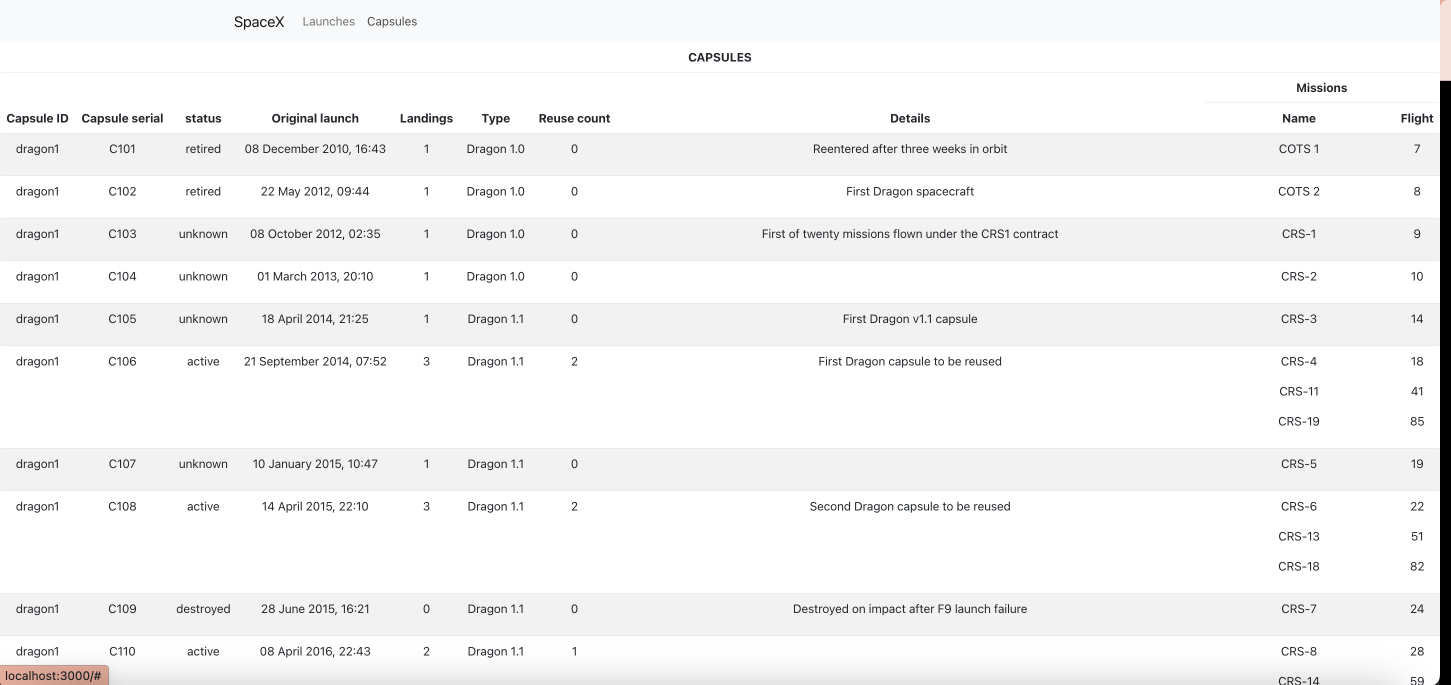 SpaceX Launches Capsules
CAPSULES
Missions
Capsule ID Capsule serial status Original launch Landings Type Reuse count Details Name Flight
dragon1 C101 retired 08 December 2010, 16:43 1 Dragon 1.0 0 Reentered after three weeks in orbit COTS 1 7
dragon1 C102 retired 22 May 2012, 09:44 1 Dragon 1.0 0 First Dragon spacecraft COTS 2 8
dragon1 C103 unknown 08 October 2012, 02:35 1 Dragon 1.0 0 First of twenty missions flown under the CRS1 contract CRS-1 9
dragon1 C104 unknown 01 March 2013, 20:10 1 Dragon 1.0 0 CRS-2 10
dragon1 C105 unknown 18 April 2014, 21:25 1 Dragon 1.1 0 First Dragon v1.1 capsule CRS-3 14
dragon1 C106 active 21 September 2014, 07:52 3 Dragon 1.1 2 First Dragon capsule to be reused CRS-4 18
CRS-11 41
CRS-19 85
dragon1 C107 unknown 10 January 2015, 10:47 1 Dragon 1.1 0 CRS-5 19
dragon1 C108 active 14 April 2015, 22:10 3 Dragon 1.1 2 Second Dragon capsule to be reused CRS-6 22
CRS-13 51
CRS-18 82
dragon1 C109 destroyed 28 June 2015, 16:21 0 Dragon 1.1 0 Destroyed on impact after F9 launch failure CRS-7 24
dragon1 C110 active 08 April 2016, 22:43 2 Dragon 1.1 1 CRS-8 28
localhost:3000/# CRS-14 59